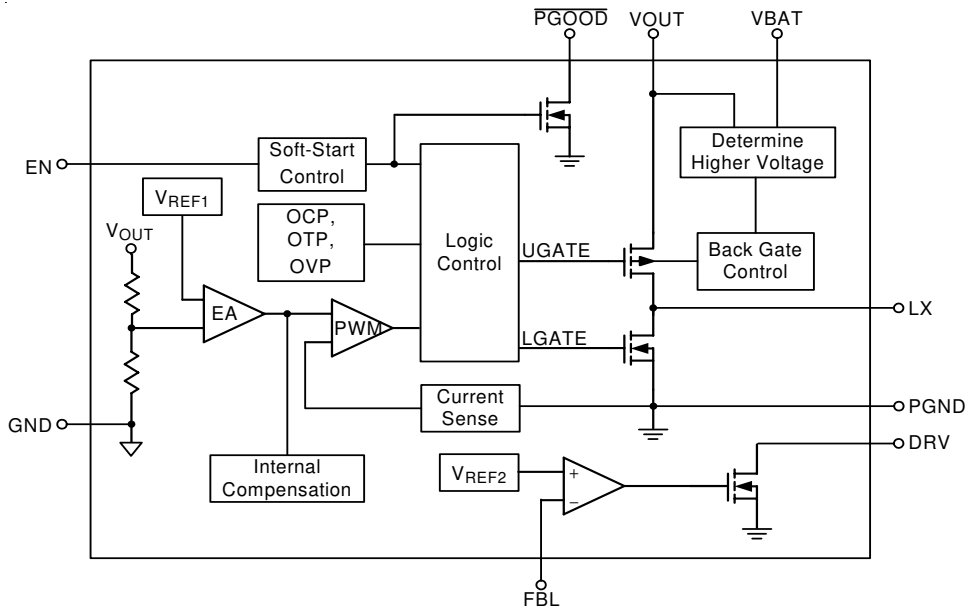 PGOOD VOUT VBAT
EN
Soft-Start
Control
Determine
Higher Voltage
VREF1
VOUT
OCP,
OTP,
OVP
Logic
Control
UGATE
Back Gate
Control
EA
PWM
LX
LGATE
Current
Sense
PGND
GND
DRV
Internal
Compensation
VREF2
+
−
FBL